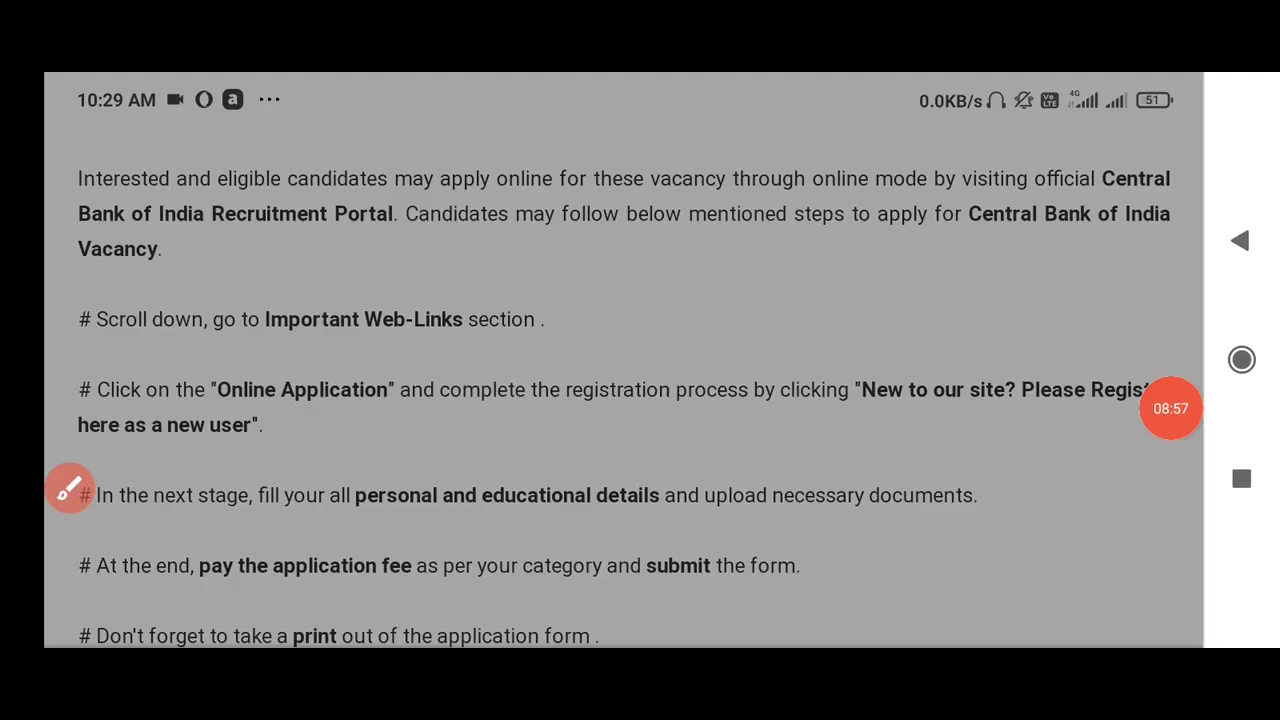 10:29 AM a ...
0.0KB/s Vo LTE 4G 51
Interested and eligible candidates may apply online for these vacancy through online mode by visiting official Central
Bank of India Recruitment Portal. Candidates may follow below mentioned steps to apply for Central Bank of India
Vacancy.
# Scroll down, go to Important Web-Links section .
# Click on the "Online Application" and complete the registration process by clicking "New to our site? Please Regist
08:57
here as a new user".
# In the next stage, fill your all personal and educational details and upload necessary documents.
# At the end, pay the application fee as per your category and submit the form.
# Don't forget to take a print out of the application form .